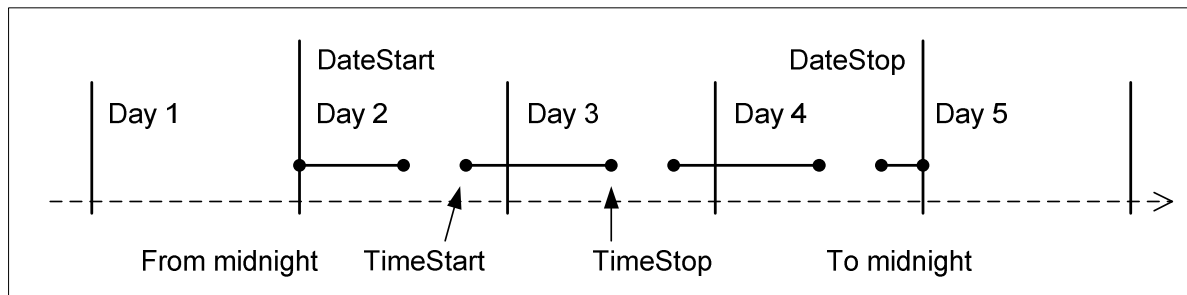 DateStart DateStop
Day 1 Day 2 Day 3 Day 4 Day 5
From midnight TimeStart TimeStop To midnight